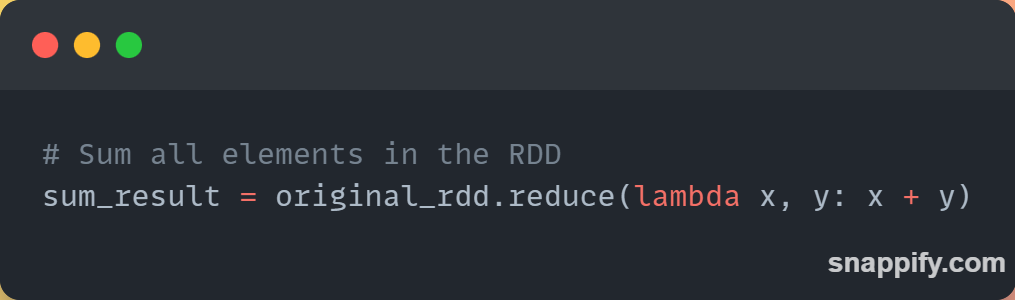 # Sum all elements in the RDD
sum_result = original_rdd.reduce(lambda x, y: x + y)
snappify.com